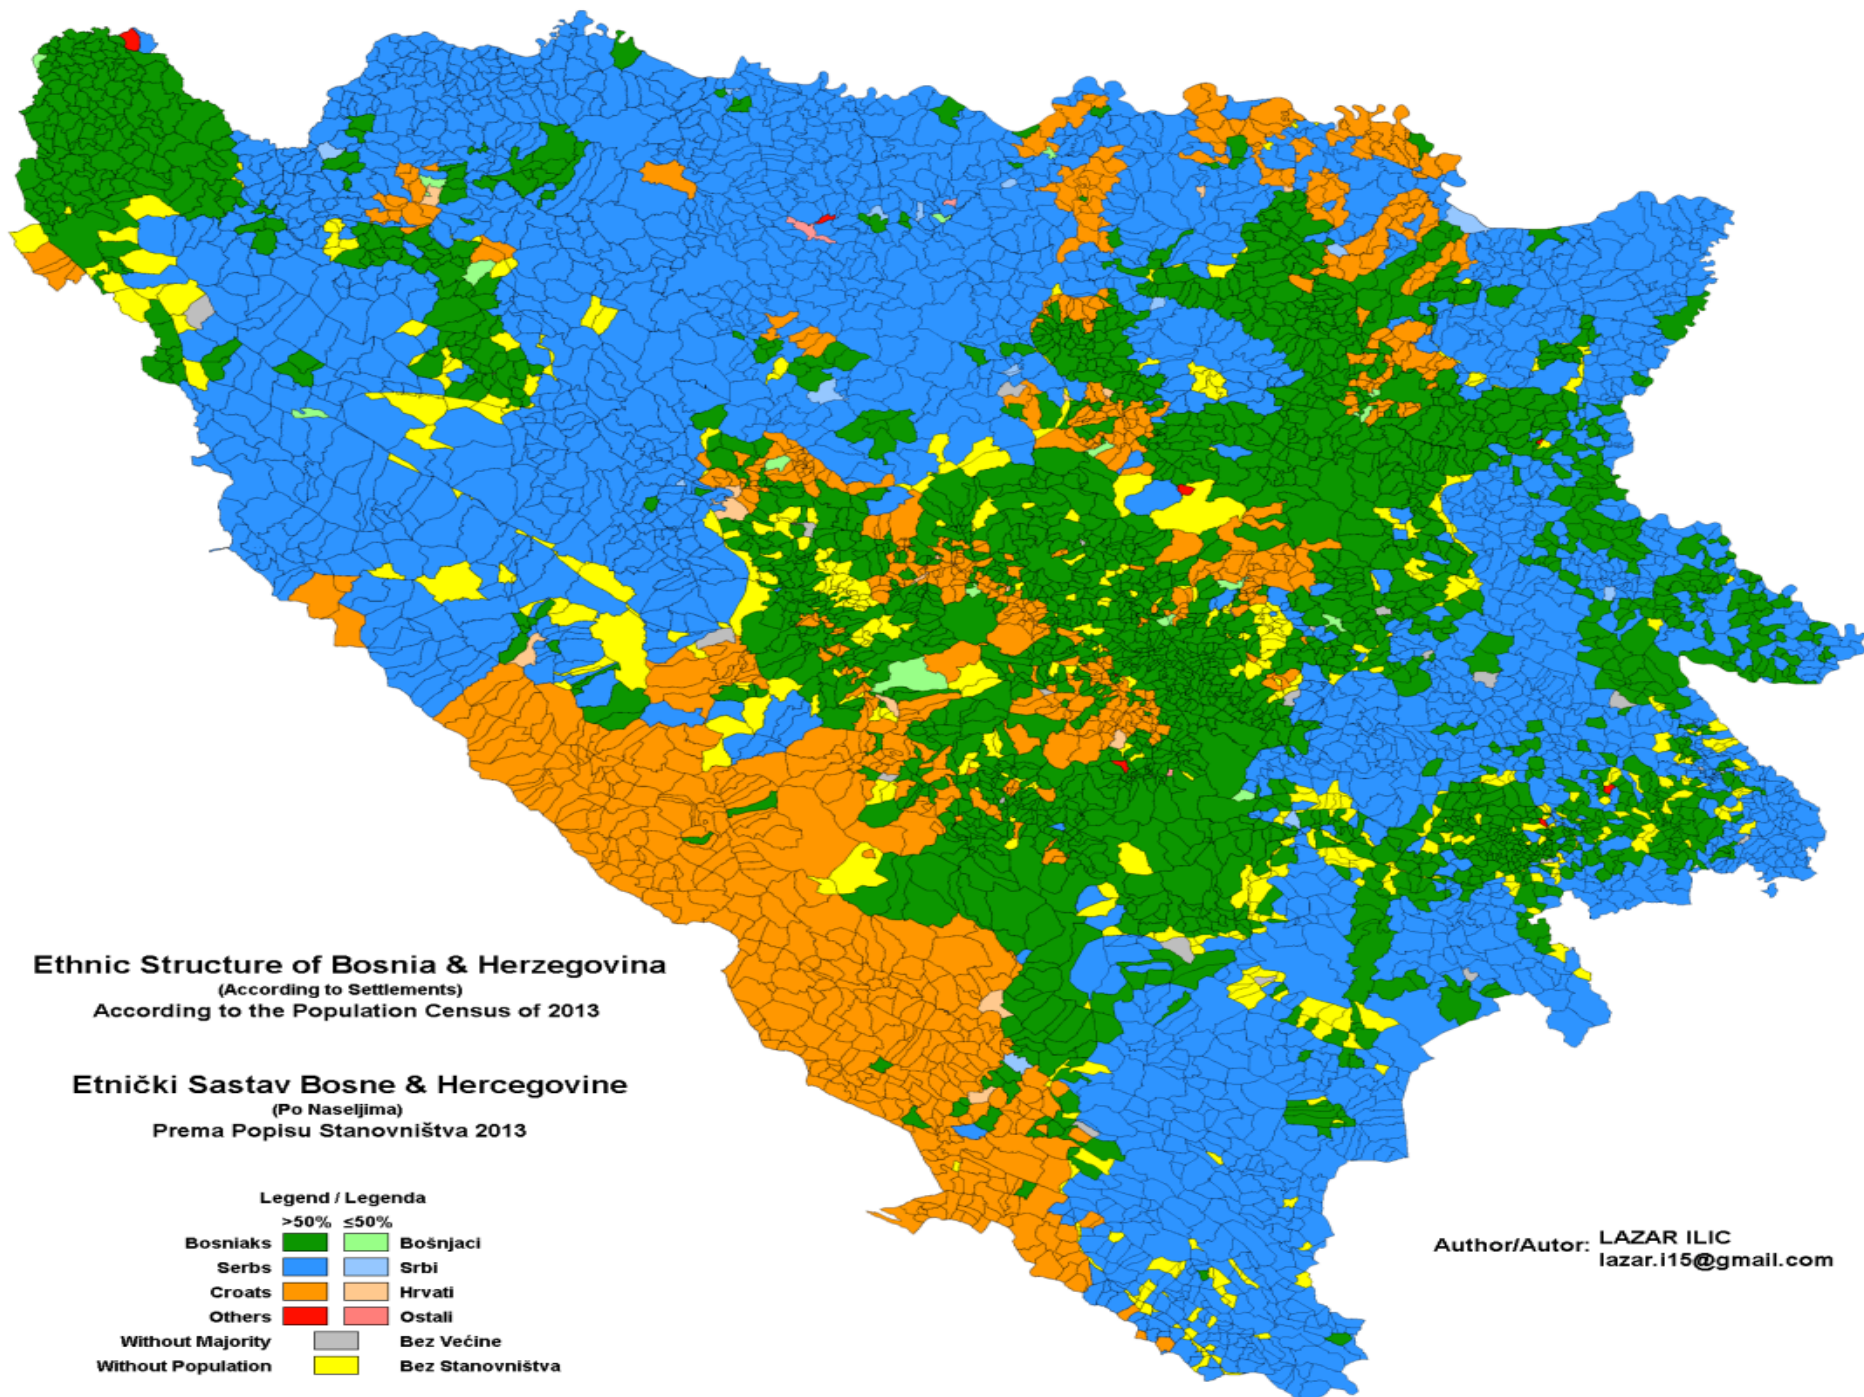 Ethnic Structure of Bosnia & Herzegovina
(According to Settlements)
According to the Population Census of 2013
Etnički Sastav Bosne & Hercegovine
(Po Naseljima)
Prema Popisu Stanovništva 2013
Legend / Legenda
>50% ≤50%
Bosniaks Bošnjaci
Serbs Srbi
Croats Hrvati
Others Ostali
Without Majority Bez Većine
Without Population Bez Stanovništva
Author/Autor: LAZAR ILIC
lazar.i15@gmail.com